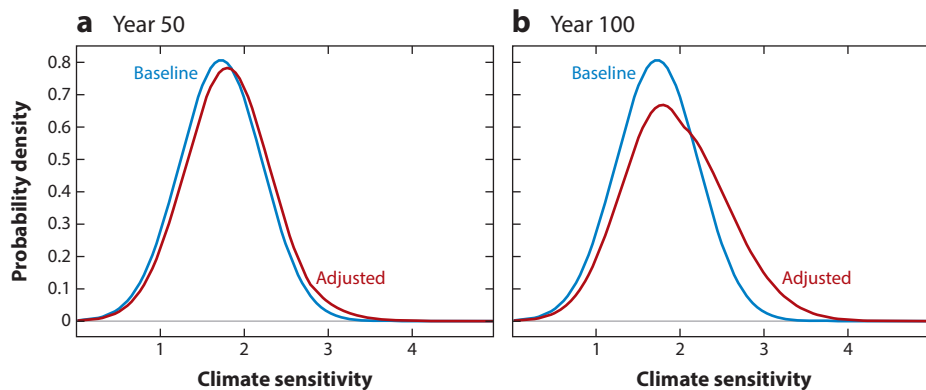 a Year 50
b Year 100
Probability density
0.8
0.7
0.6
0.5
0.4
0.3
0.2
0.1
0
Baseline
Adjusted
1 2 3 4
Climate sensitivity
Baseline
Adjusted
1 2 3 4
Climate sensitivity